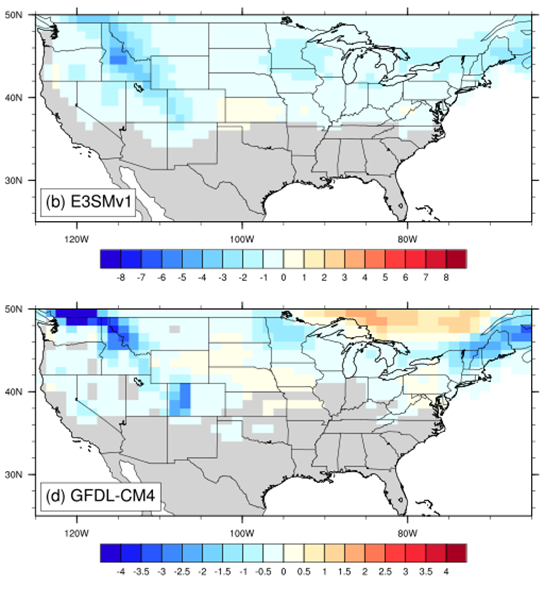 50N
40N
30N
(b) E3SMv1
120W 100W 80W
-8 -7 -6 -5 -4 -3 -2 -1 0 1 2 3 4 5 6 7 8
50N
40N
30N
(d) GFDL-CM4
120W 100W 80W
-4 -3.5 -3 -2.5 -2 -1.5 -1 -0.5 0 0.5 1 1.5 2 2.5 3 3.5 4